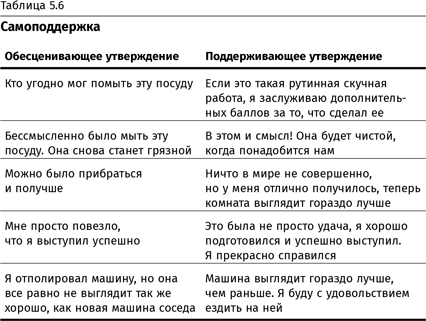 Таблица 5.6
Самоподдержка
Обесценивающее утверждение Поддерживающее утверждение
Кто угодно мог помыть эту посуду Если это такая рутинная скучная
работа, я заслуживаю дополнитель-
ных баллов за то, что сделал ее
Бессмысленно было мыть эту В этом и смысл! Она будет чистой,
посуду. Она снова станет грязной когда понадобится нам
Можно было прибраться Ничто в мире не совершенно,
и получше но у меня отлично получилось, теперь
комната выглядит гораздо лучше
Мне просто повезло, Это была не просто удача, я хорошо
что я выступил успешно подготовился и успешно выступил.
Я прекрасно справился
Я отполировал машину, но она Машина выглядит гораздо лучше,
все равно не выглядит так же чем раньше. Я буду с удовольствием
хорошо, как новая машина соседа ездить на ней